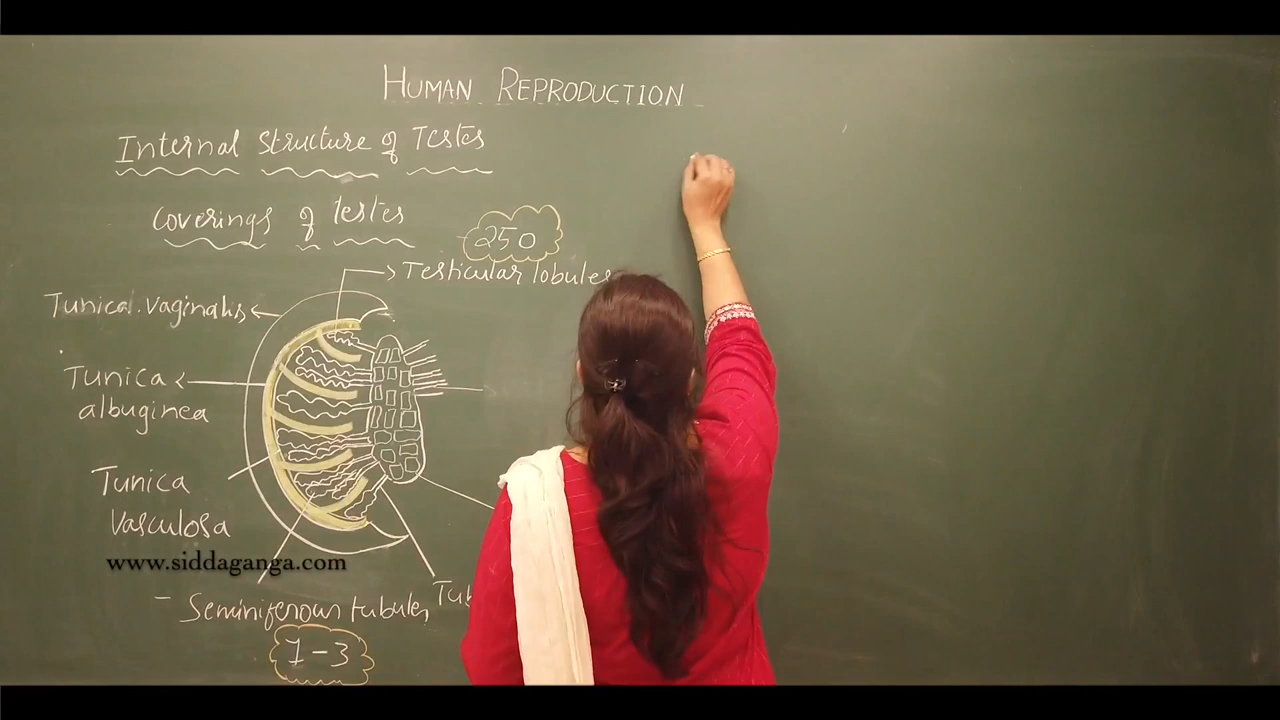 HUMAN REPRODUCTION
Internal Structure of Testes
Coverings of testes
250
Testicular lobules
Tunica vaginalis
Tunica
albuginea
Tunica
Vasculosa
www.siddaganga.com
Seminiferous tubules
1-3